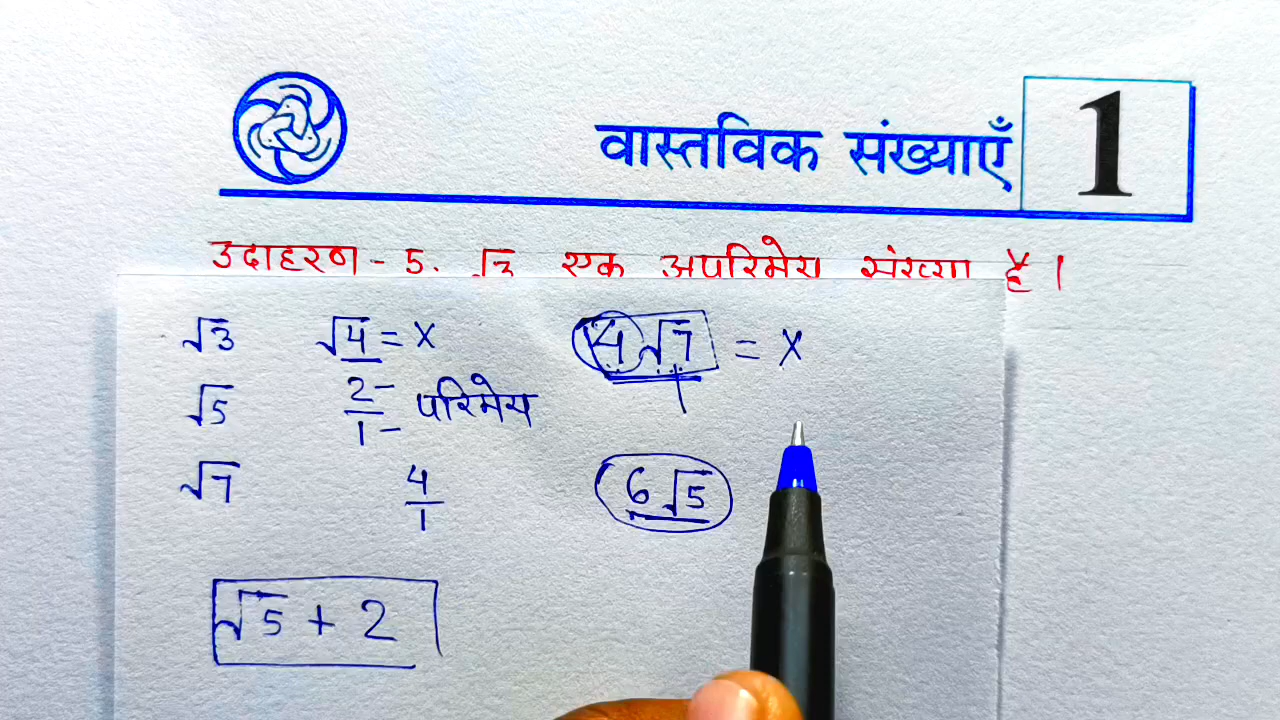 वास्तविक संख्याएँ 1
उदाहरण - 5. √3 एक अपरिमेय संख्या है।
√3 √4 = x 4√7 = x
√5 2/1 परिमेय
√7 4/1 6√5
√5 + 2